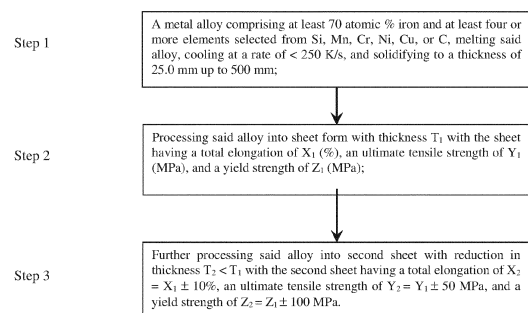 Step 1
A metal alloy comprising at least 70 atomic % iron and at least four or
more elements selected from Si, Mn, Cr, Ni, Cu, or C, melting said
alloy, cooling at a rate of < 250 K/s, and solidifying to a thickness of
25.0 mm up to 500 mm;
Step 2
Processing said alloy into sheet form with thickness T₁ with the sheet
having a total elongation of X₁ (%), an ultimate tensile strength of Y₁
(MPa), and a yield strength of Z₁ (MPa);
Step 3
Further processing said alloy into second sheet with reduction in
thickness T₂ < T₁ with the second sheet having a total elongation of X₂
= X₁ ± 10%, an ultimate tensile strength of Y₂ = Y₁ ± 50 MPa, and a
yield strength of Z₂ = Z₁ ± 100 MPa.